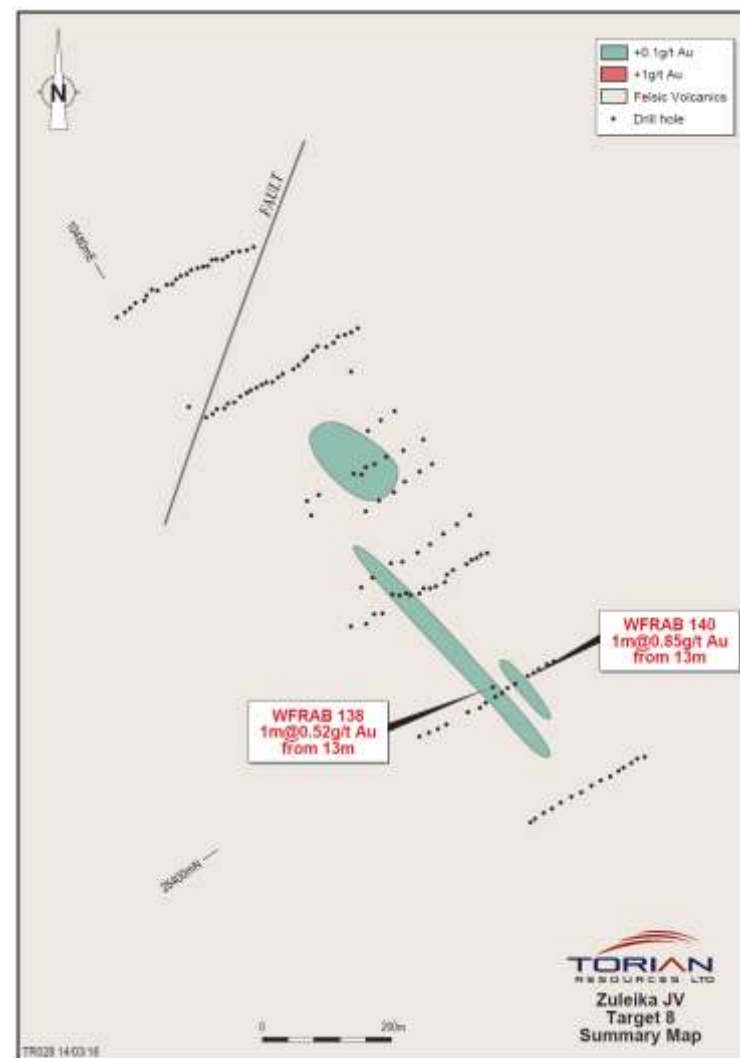 +0.1g/t Au
+1g/t Au
Felsic Volcanics
Drill hole
N
FAULT
10480mE
WFRAB 140
1m@0.85g/t Au
from 13m
WFRAB 138
1m@0.52g/t Au
from 13m
26400mN
TORIAN
RESOURCES LTD
Zuleika JV
Target 8
Summary Map
0
200m
TR028 14/03/16